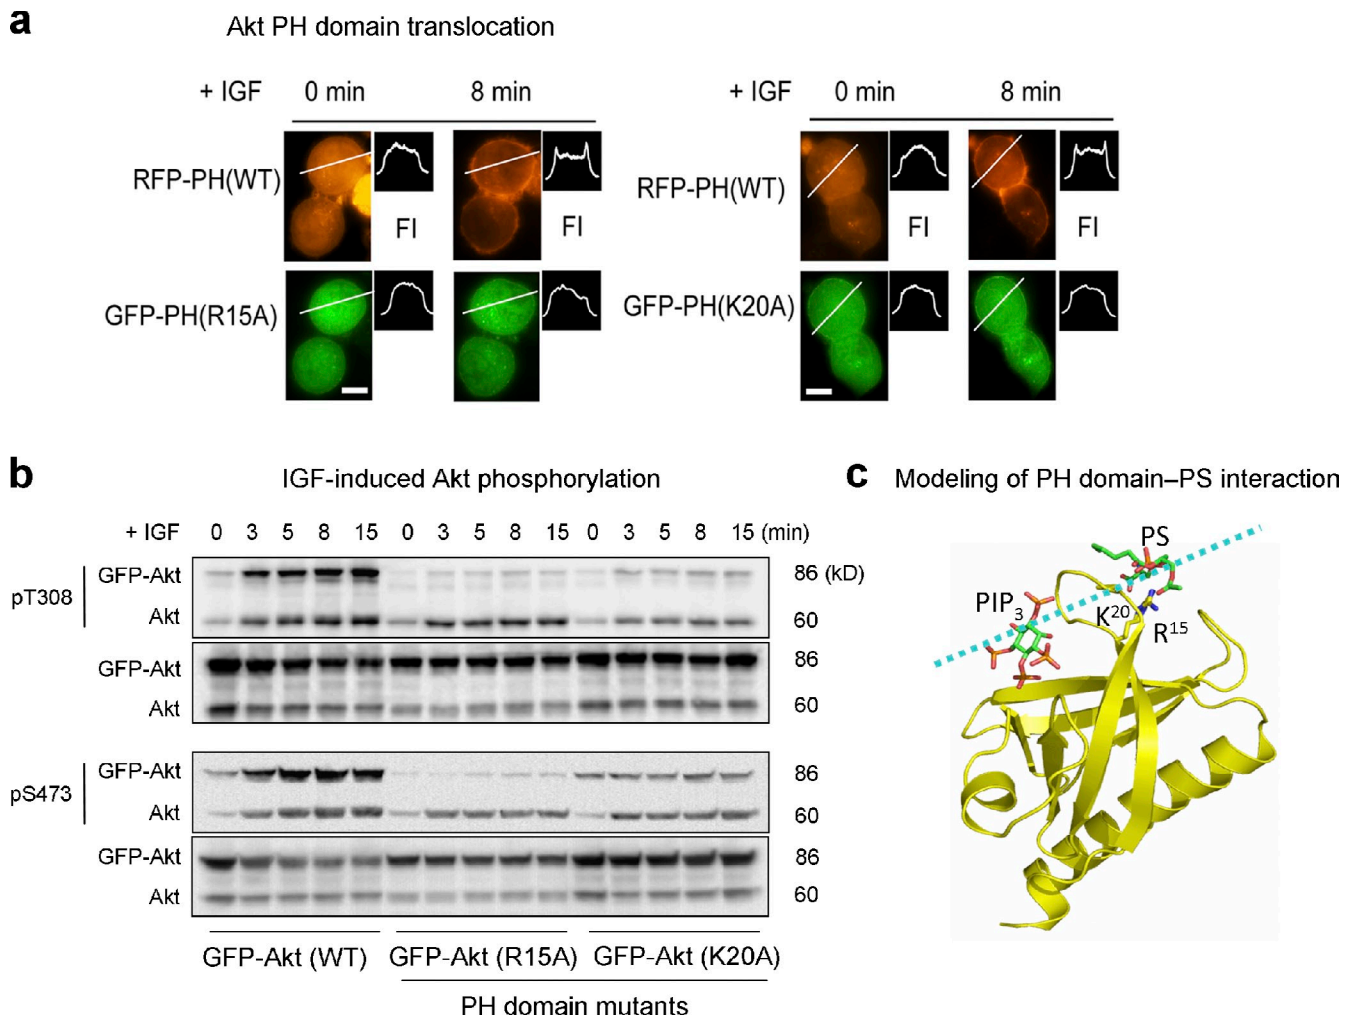 a
Akt PH domain translocation
+ IGF 0 min 8 min
+ IGF 0 min 8 min
RFP-PH(WT)
FI FI
RFP-PH(WT)
FI FI
GFP-PH(R15A)
GFP-PH(K20A)
b
IGF-induced Akt phosphorylation
+ IGF 0 3 5 8 15 0 3 5 8 15 0 3 5 8 15 (min)
pT308
GFP-Akt 86 (kD)
Akt 60
GFP-Akt 86
Akt 60
pS473
GFP-Akt 86
Akt 60
GFP-Akt 86
Akt 60
GFP-Akt (WT) GFP-Akt (R15A) GFP-Akt (K20A)
PH domain mutants
c
Modeling of PH domain–PS interaction
PS
PIP3
K20
R15